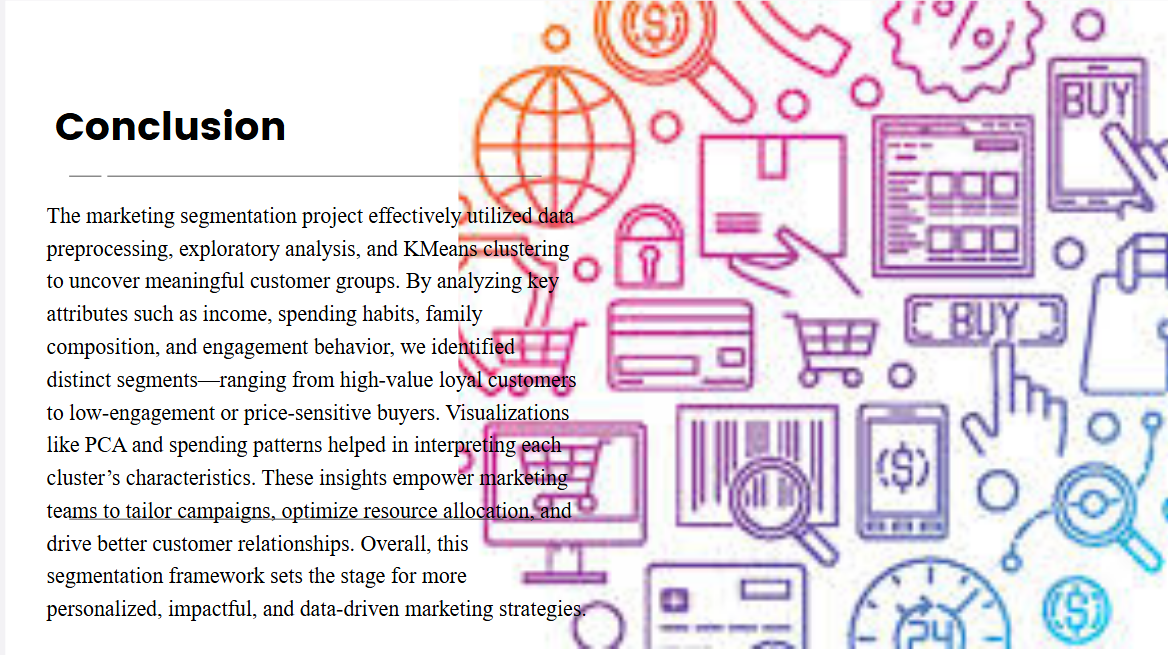 Conclusion
The marketing segmentation project effectively utilized data
preprocessing, exploratory analysis, and KMeans clustering
to uncover meaningful customer groups. By analyzing key
attributes such as income, spending habits, family
composition, and engagement behavior, we identified
distinct segments—ranging from high-value loyal customers
to low-engagement or price-sensitive buyers. Visualizations
like PCA and spending patterns helped in interpreting each
cluster’s characteristics. These insights empower marketing
teams to tailor campaigns, optimize resource allocation, and
drive better customer relationships. Overall, this
segmentation framework sets the stage for more
personalized, impactful, and data-driven marketing strategies.
($)
%
BUY
BUY
($)
24
($)